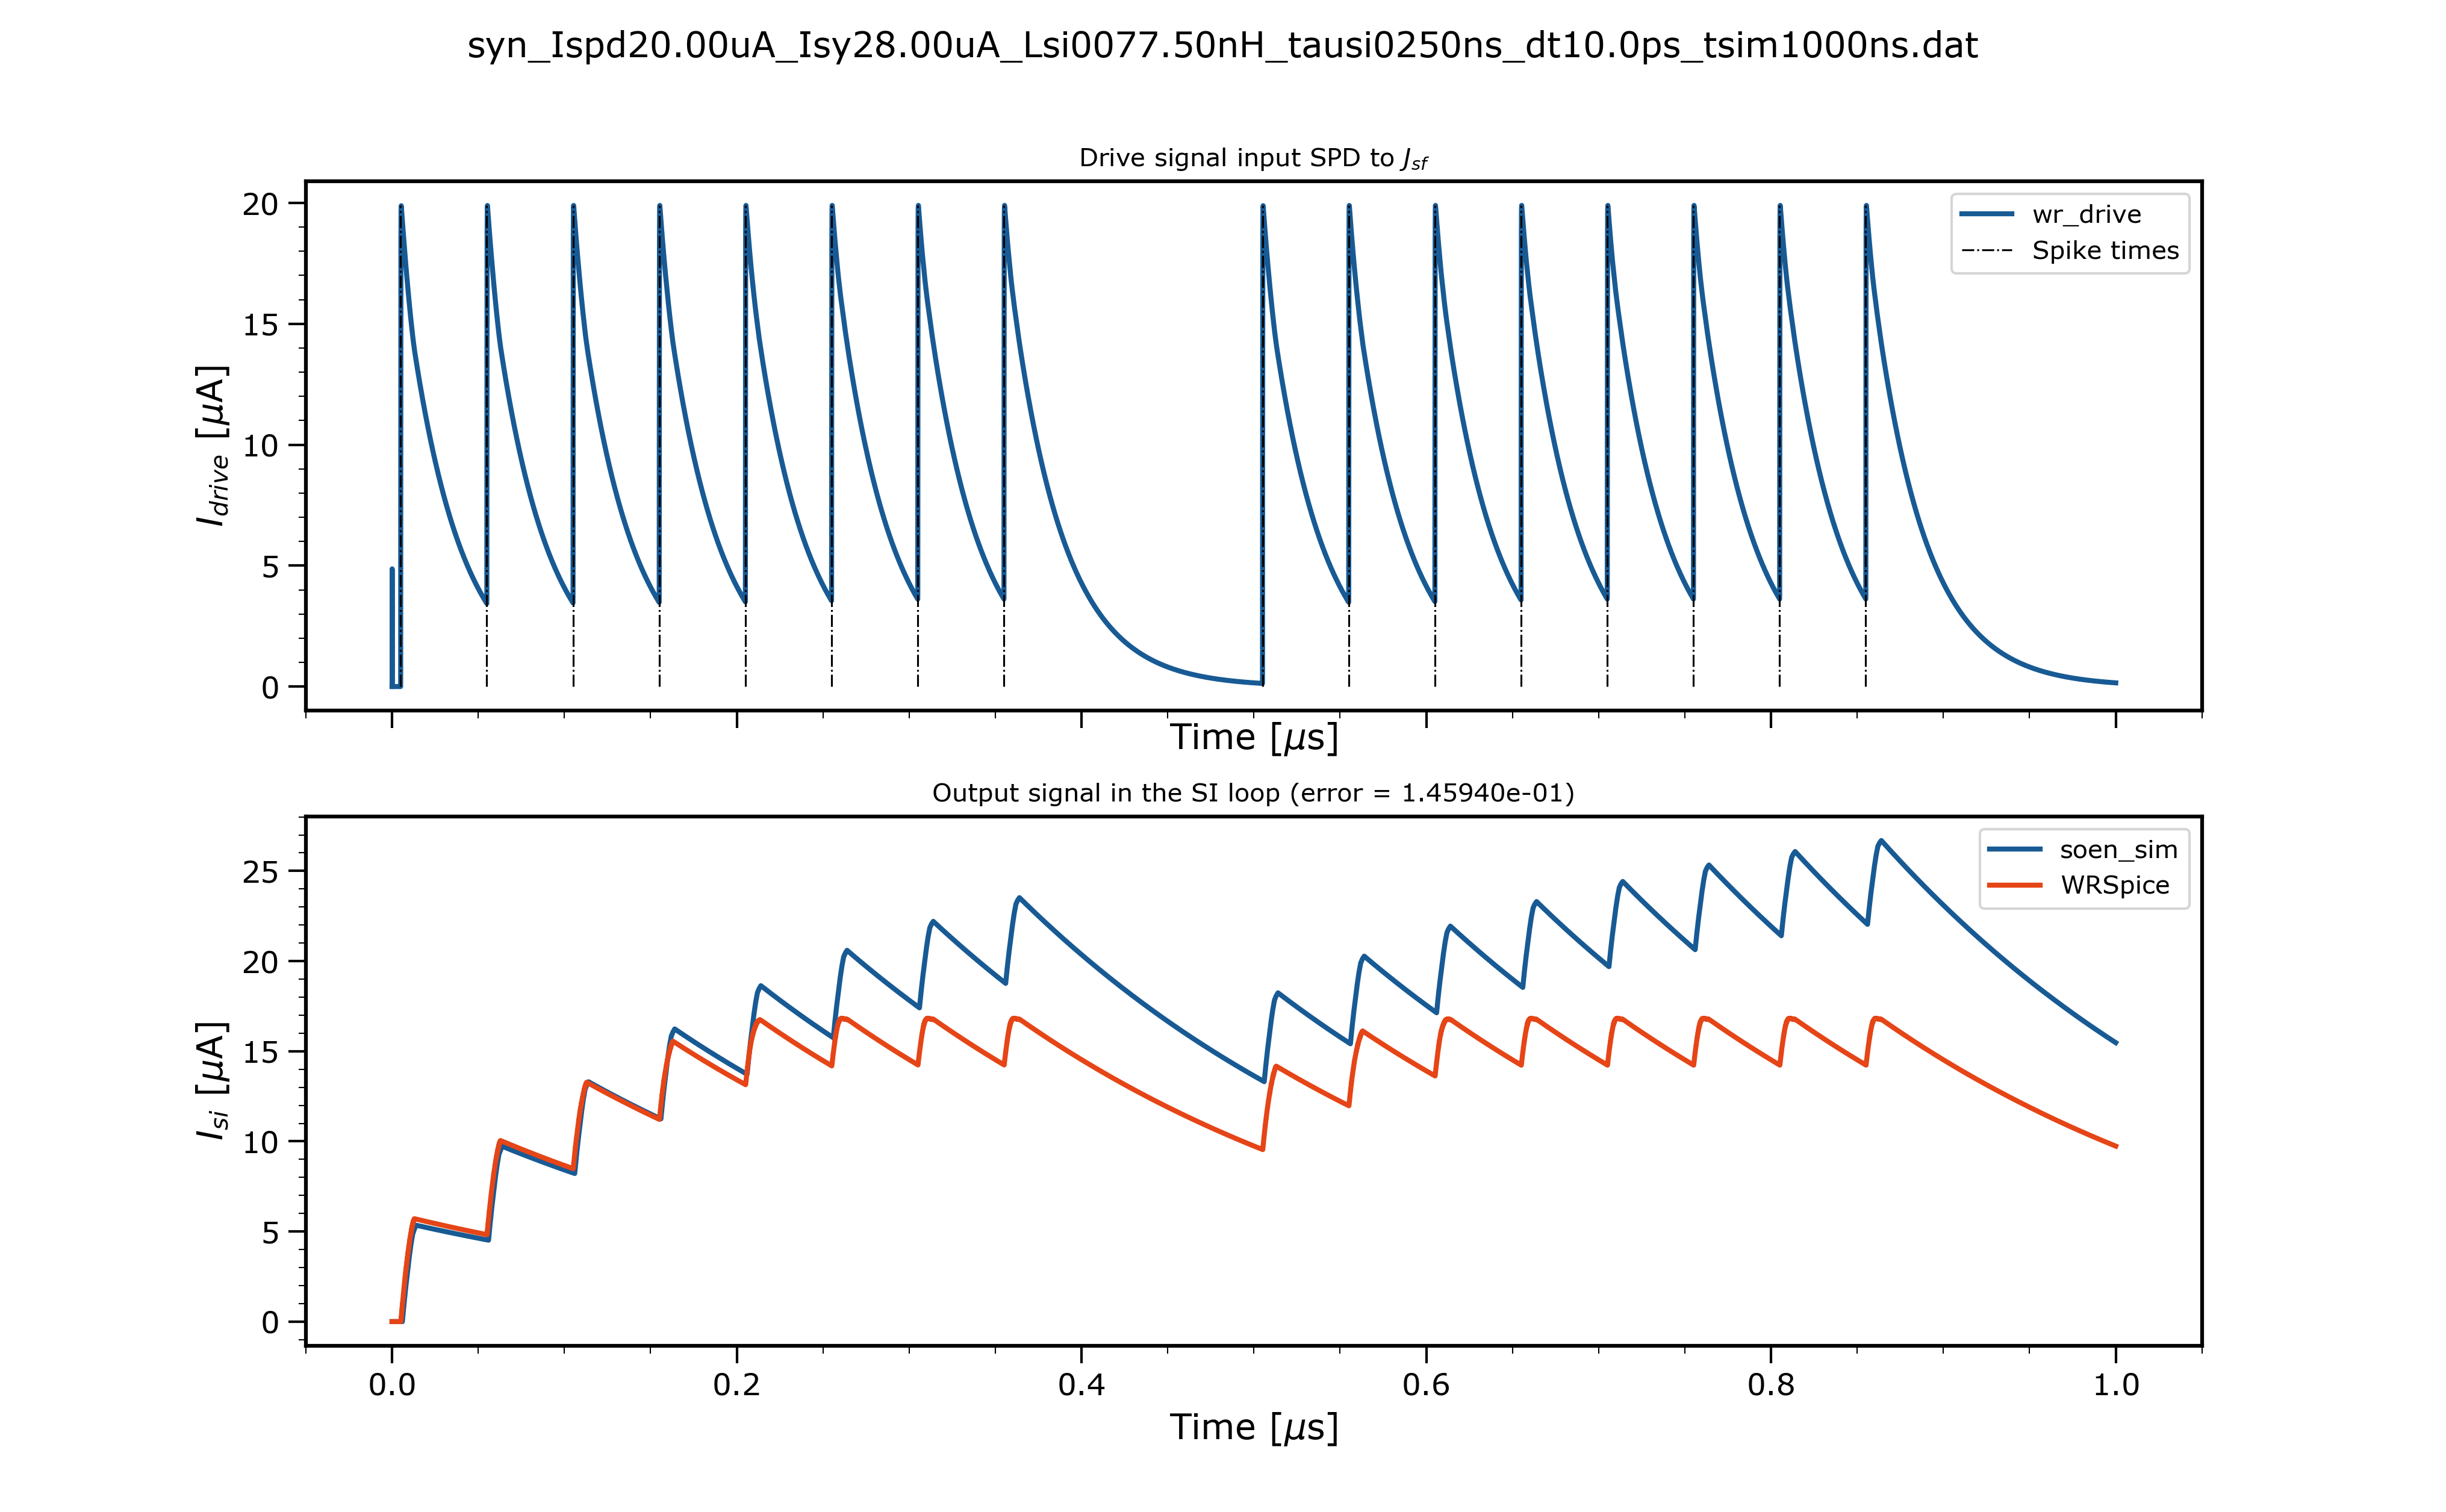 syn_Ispd20.00uA_Isy28.00uA_Lsi0077.50nH_tausi0250ns_dt10.0ps_tsim1000ns.dat
Drive signal input SPD to J_sf
20
15
10
5
0
I_drive [μA]
wr_drive
Spike times
Time [μs]
Output signal in the SI loop (error = 1.45940e-01)
25
20
15
10
5
0
I_si [μA]
soen_sim
WRSpice
0.0 0.2 0.4 0.6 0.8 1.0
Time [μs]